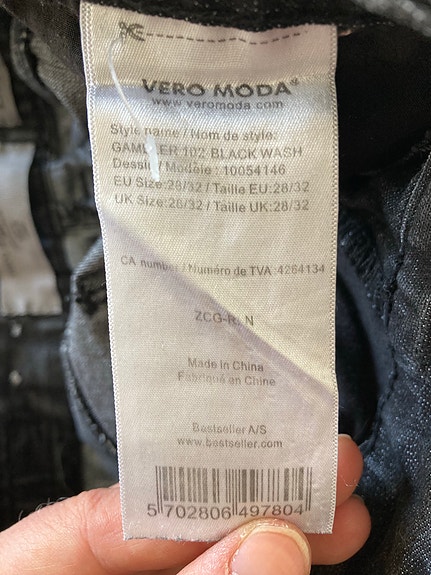 VERO MODA
www.veromoda.com
Style name / Nom de style:
102 BLACK WASH
Dessin / Modèle : 10054146
EU Size:28/32 / Taille EU:28/32
UK Size:28/32 / Taille UK:28/32
CA number / Numéro de TVA :4264134
Made in China
Fabriqué en Chine
Bestseller A/S
www.bestseller.com
5 702806 497804